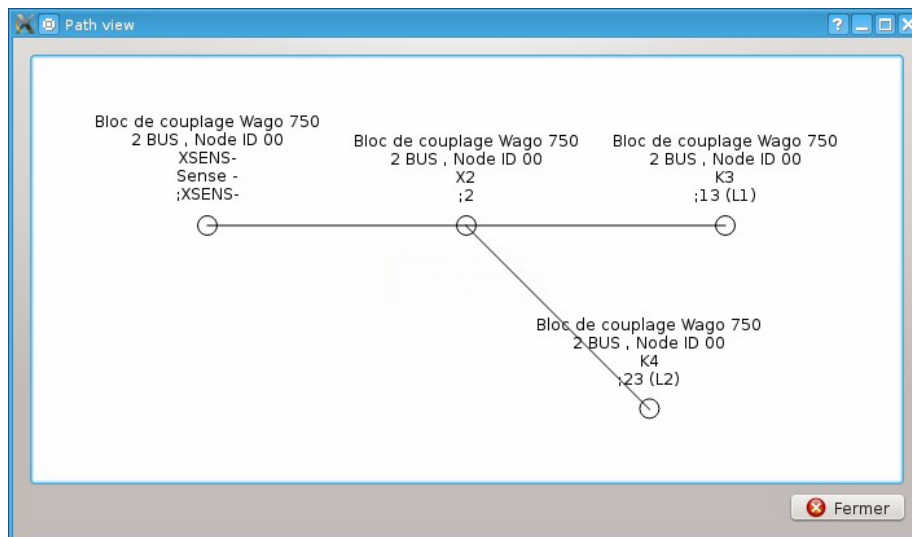 Path view
Bloc de couplage Wago 750
2 BUS , Node ID 00
XSENS-
Sense -
;XSENS-
Bloc de couplage Wago 750
2 BUS , Node ID 00
X2
;2
Bloc de couplage Wago 750
2 BUS , Node ID 00
K3
;13 (L1)
Bloc de couplage Wago 750
2 BUS , Node ID 00
K4
;23 (L2)
Fermer